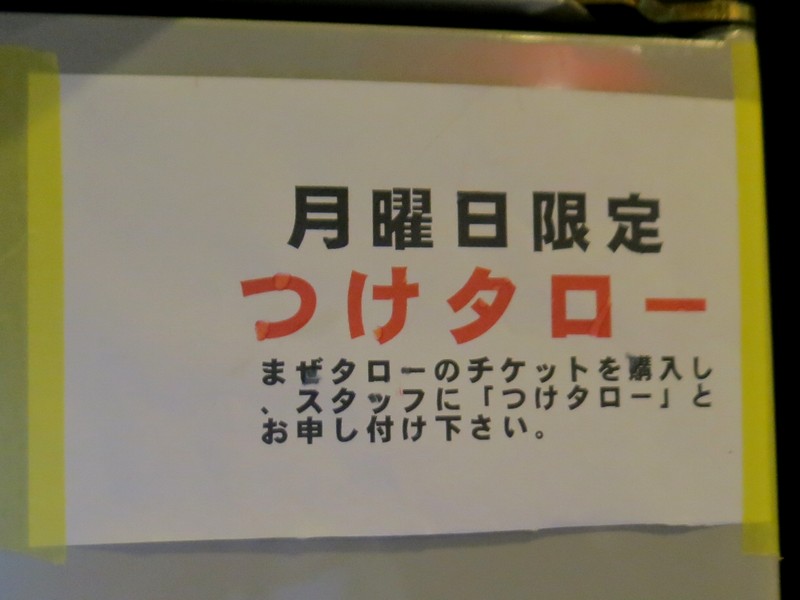 月曜日限定
つけタロー
まぜタローのチケットを購入し
、スタッフに「つけタロー」と
お申し付け下さい。